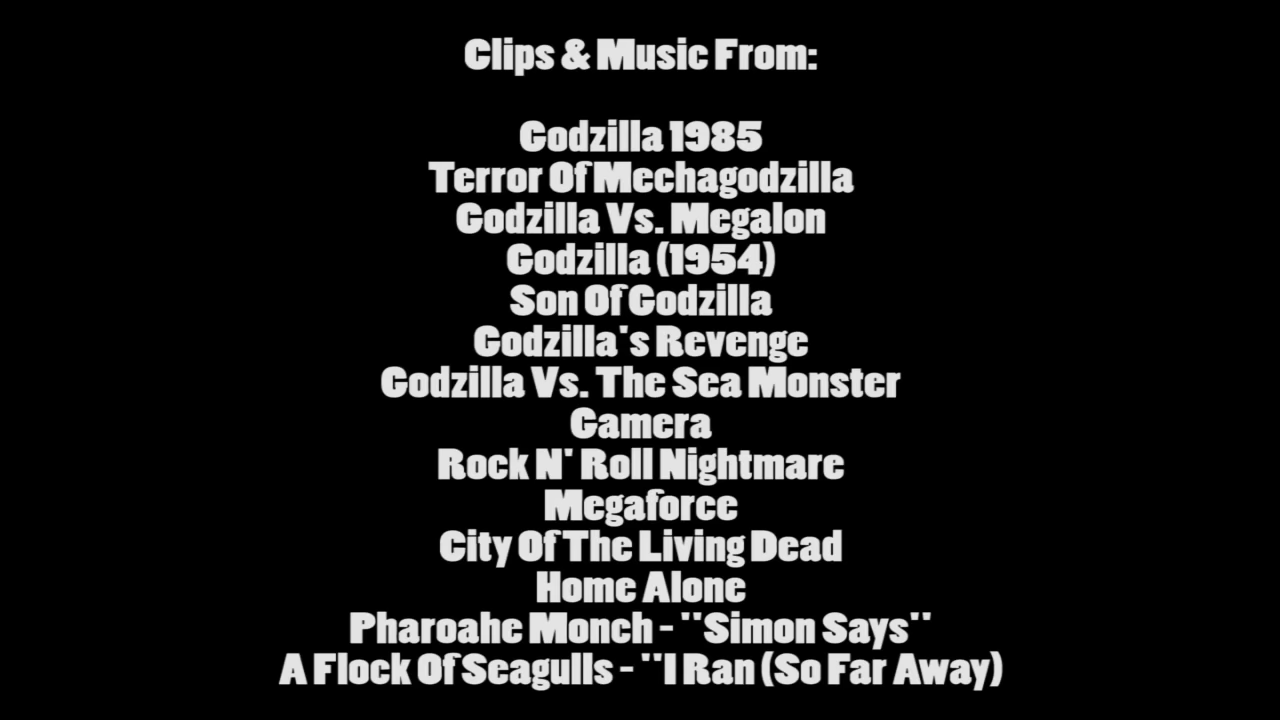 Clips & Music From:
Godzilla 1985
Terror Of Mechagodzilla
Godzilla Vs. Megalon
Godzilla (1954)
Son Of Godzilla
Godzilla's Revenge
Godzilla Vs. The Sea Monster
Gamera
Rock N' Roll Nightmare
Megaforce
City Of The Living Dead
Home Alone
Pharoahe Monch - "Simon Says"
A Flock Of Seagulls - "I Ran (So Far Away)